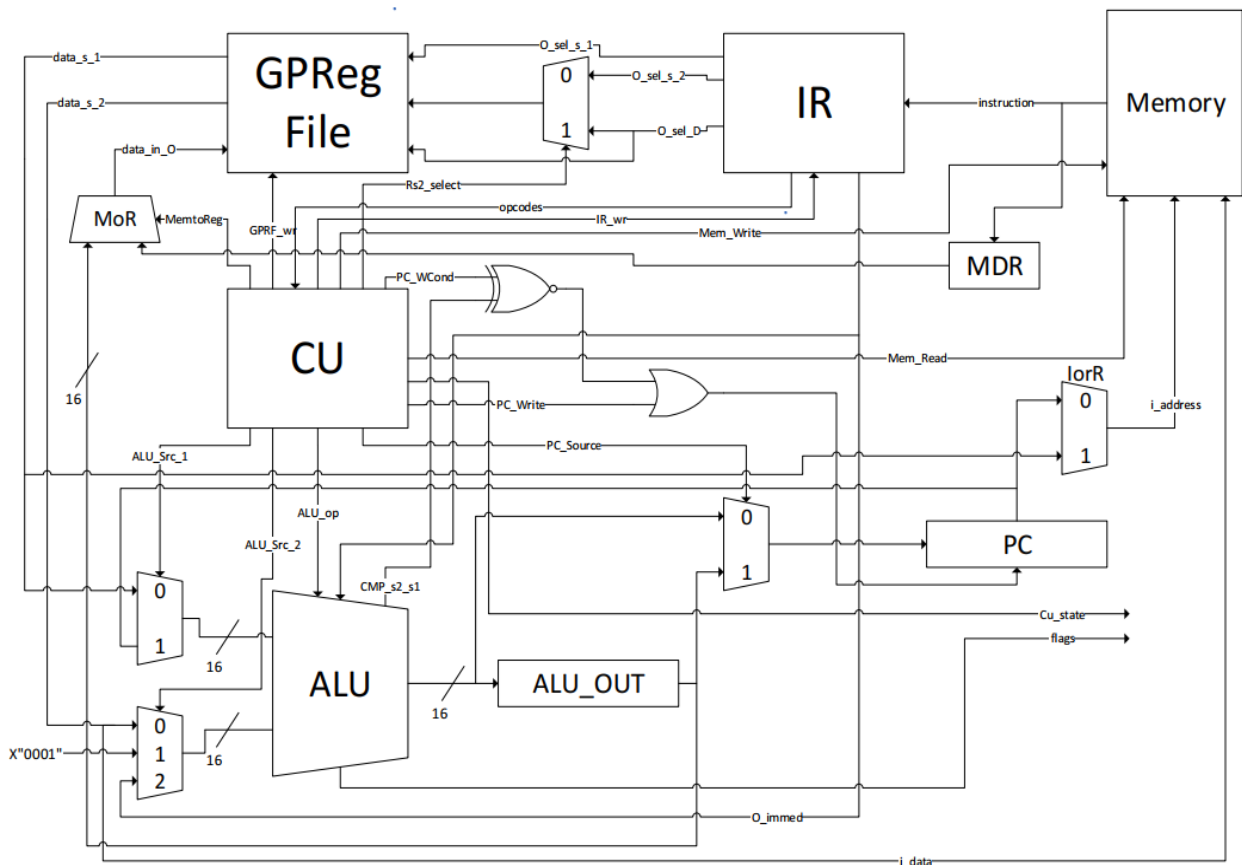 data_s_1
GPReg
File
O_sel_s_1
0
1
O_sel_s_2
O_sel_D
IR
instruction
Memory
data_s_2
data_in_O
MoR
MemtoReg
GPRF_wr
Rs2_select
opcodes
IR_wr
Mem_Write
MDR
PC_WCond
CU
Mem_Read
PC_Write
IorR
0
1
i_address
16
ALU_Src_1
PC_Source
ALU_op
ALU_Src_2
CMP_s2_s1
0
1
PC
0
1
16
Cu_state
flags
ALU
16
ALU_OUT
0
1
2
16
X"0001"
O_immed
i_data